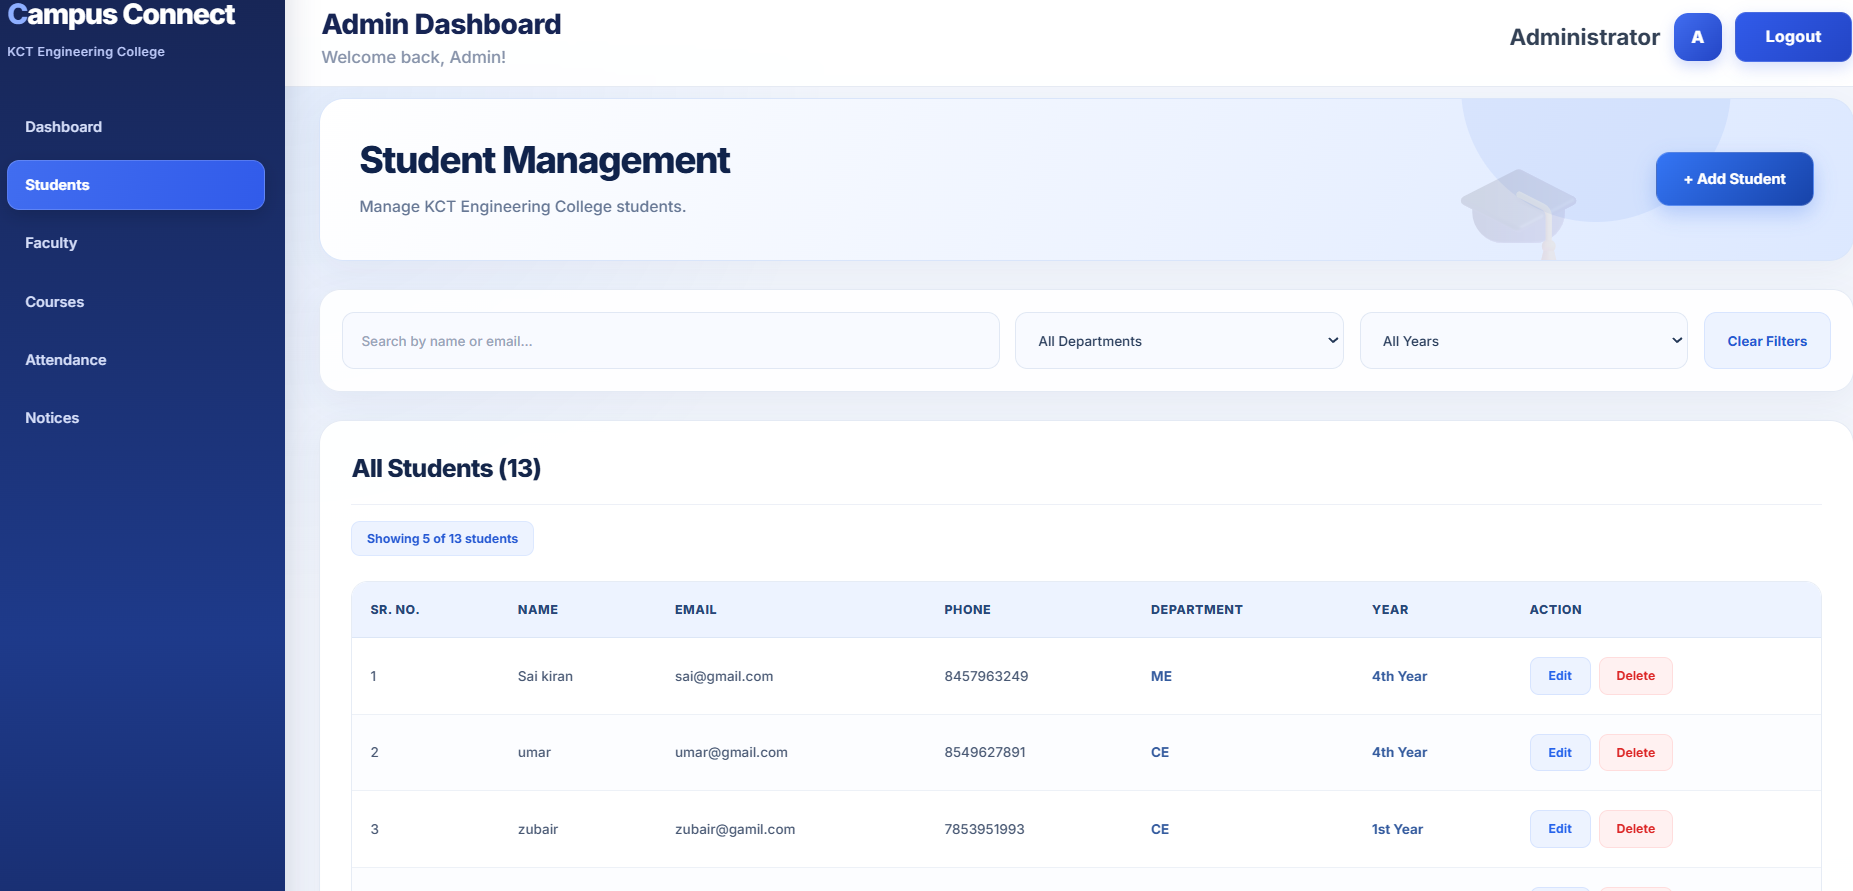 Campus Connect
KCT Engineering College
Dashboard
Students
Faculty
Courses
Attendance
Notices
Admin Dashboard
Welcome back, Admin!
Administrator
A
Logout
Student Management
Manage KCT Engineering College students.
+ Add Student
Search by name or email...
All Departments
All Years
Clear Filters
All Students (13)
Showing 5 of 13 students
SR. NO. NAME EMAIL PHONE DEPARTMENT YEAR ACTION
1 Sai kiran sai@gmail.com 8457963249 ME 4th Year Edit Delete
2 umar umar@gmail.com 8549627891 CE 4th Year Edit Delete
3 zubair zubair@gamil.com 7853951993 CE 1st Year Edit Delete